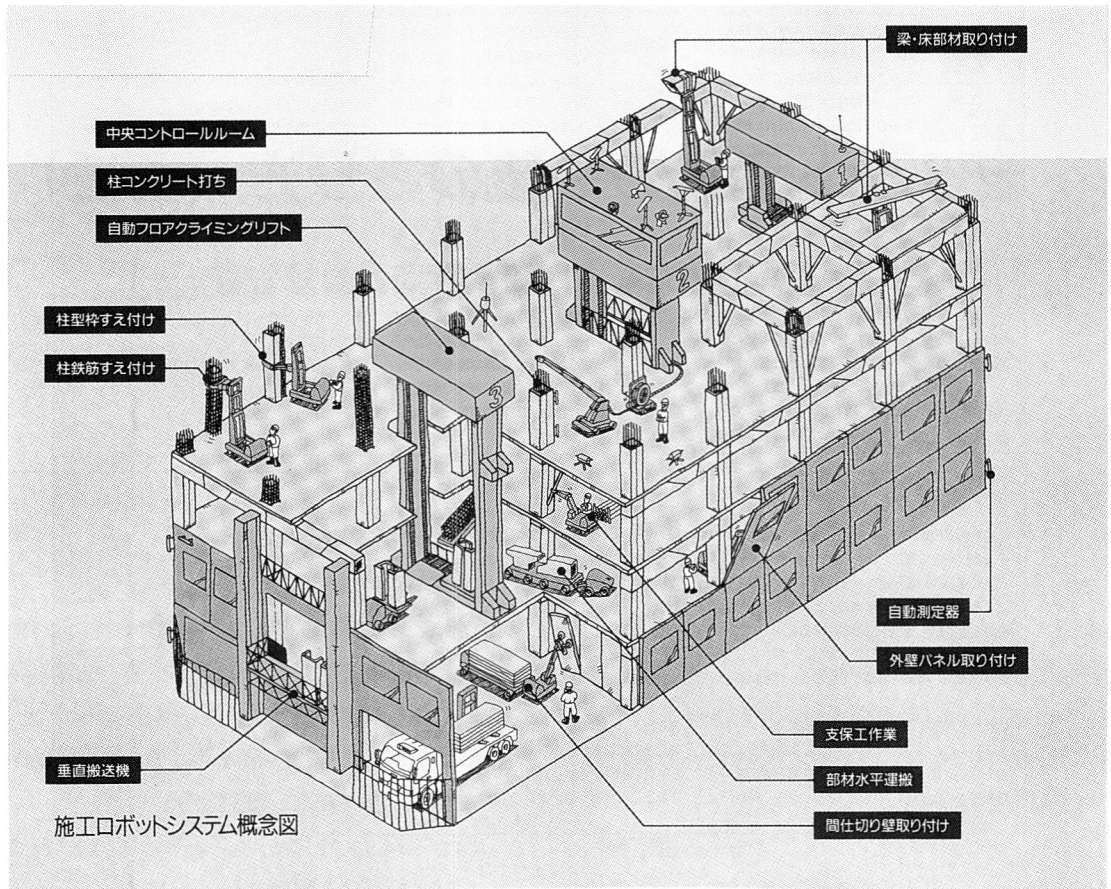 梁・床部材取り付け
中央コントロールルーム
柱コンクリート打ち
自動フロアクライミングリフト
柱型枠すえ付け
柱鉄筋すえ付け
1
2
3
自動測定器
外壁パネル取り付け
支保工作業
部材水平運搬
間仕切り壁取り付け
垂直搬送機
施工ロボットシステム概念図